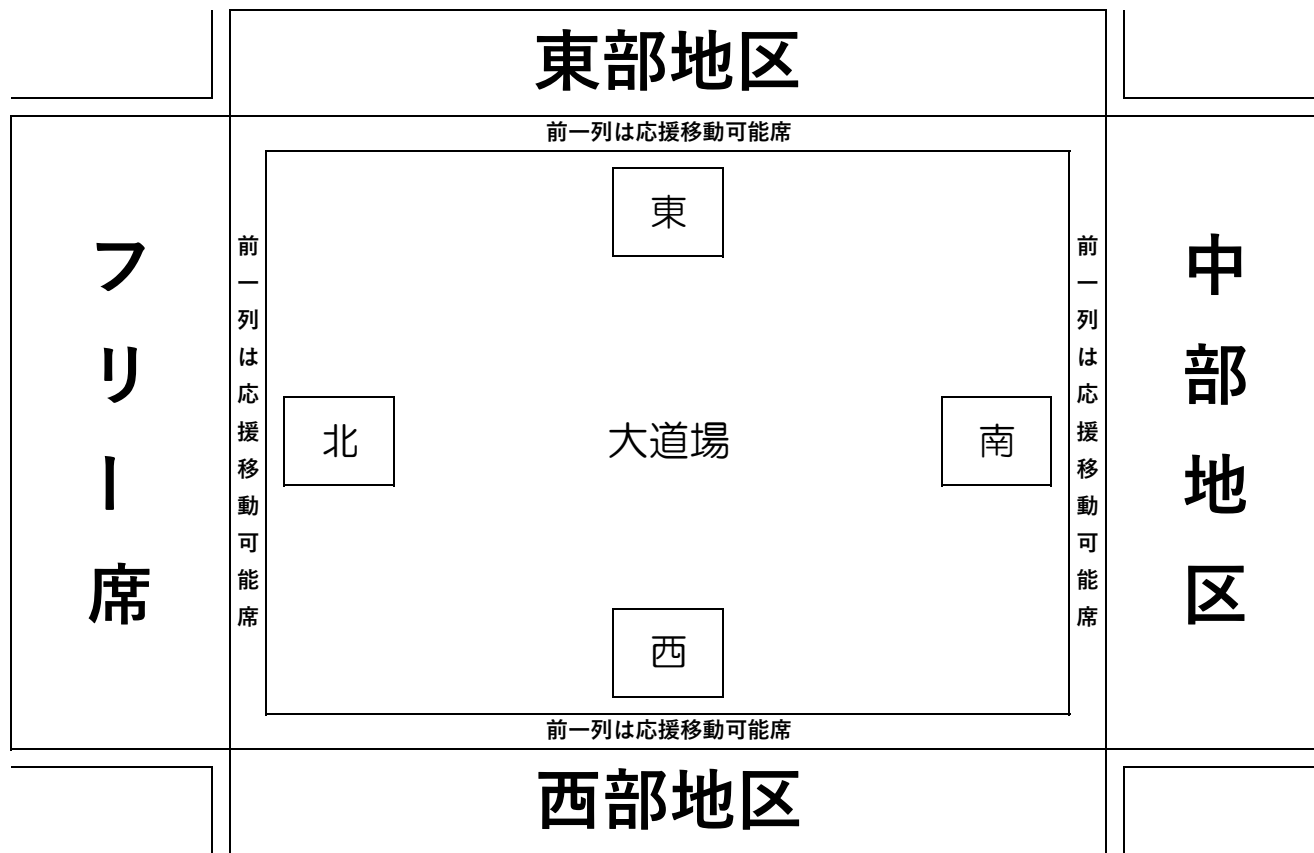 東部地区
前一列は応援移動可能席
東
フリー席
前一列は応援移動可能席
北
大道場
南
前一列は応援移動可能席
中部地区
西
前一列は応援移動可能席
西部地区